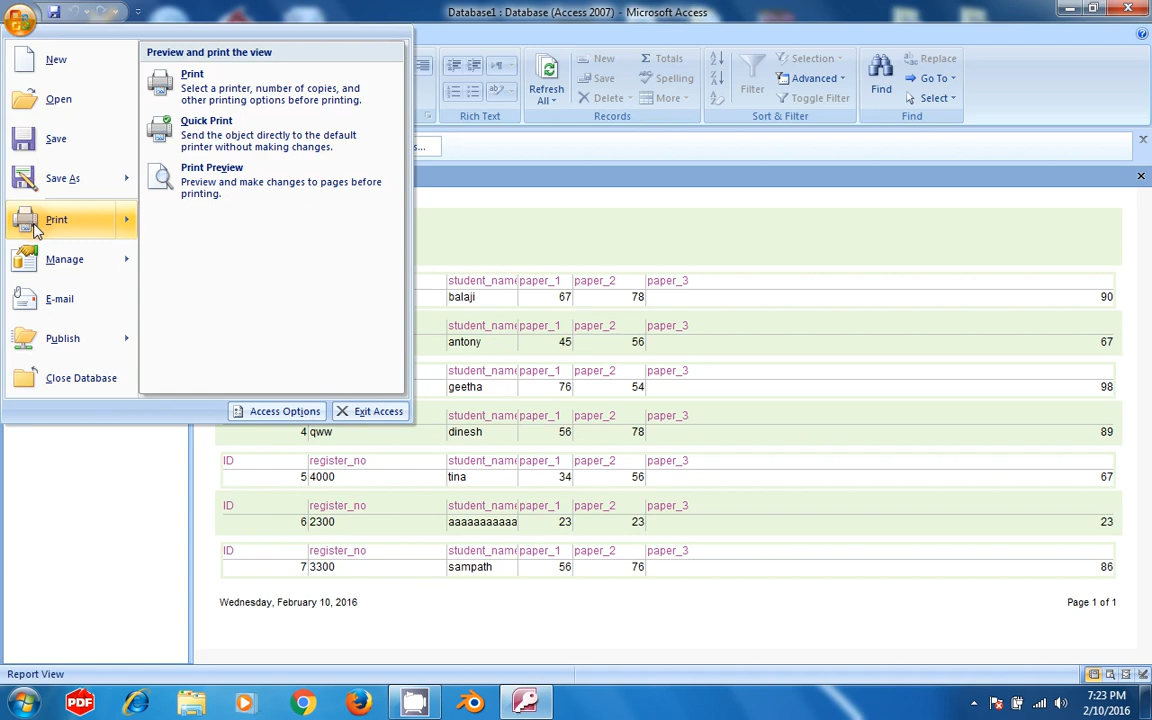 Database1 : Database (Access 2007) - Microsoft Access
New
Open
Save
Save As
Print
Manage
E-mail
Publish
Close Database
Preview and print the view
Print
Select a printer, number of copies, and
other printing options before printing.
Quick Print
Send the object directly to the default
printer without making changes.
Print Preview
Preview and make changes to pages before
printing.
Access Options
Exit Access
Rich Text
Refresh
All
New
Save
Delete
Totals
Spelling
More
Records
Filter
Selection
Advanced
Toggle Filter
Sort & Filter
Find
Replace
Go To
Select
Find
s...
student_name paper_1 paper_2 paper_3
balaji 67 78 90
student_name paper_1 paper_2 paper_3
antony 45 56 67
student_name paper_1 paper_2 paper_3
geetha 76 54 98
student_name paper_1 paper_2 paper_3
4 qww dinesh 56 78 89
ID register_no student_name paper_1 paper_2 paper_3
5 4000 tina 34 56 67
ID register_no student_name paper_1 paper_2 paper_3
6 2300 aaaaaaaaaaa 23 23 23
ID register_no student_name paper_1 paper_2 paper_3
7 3300 sampath 56 76 86
Wednesday, February 10, 2016 Page 1 of 1
Report View
PDF
7:23 PM
2/10/2016